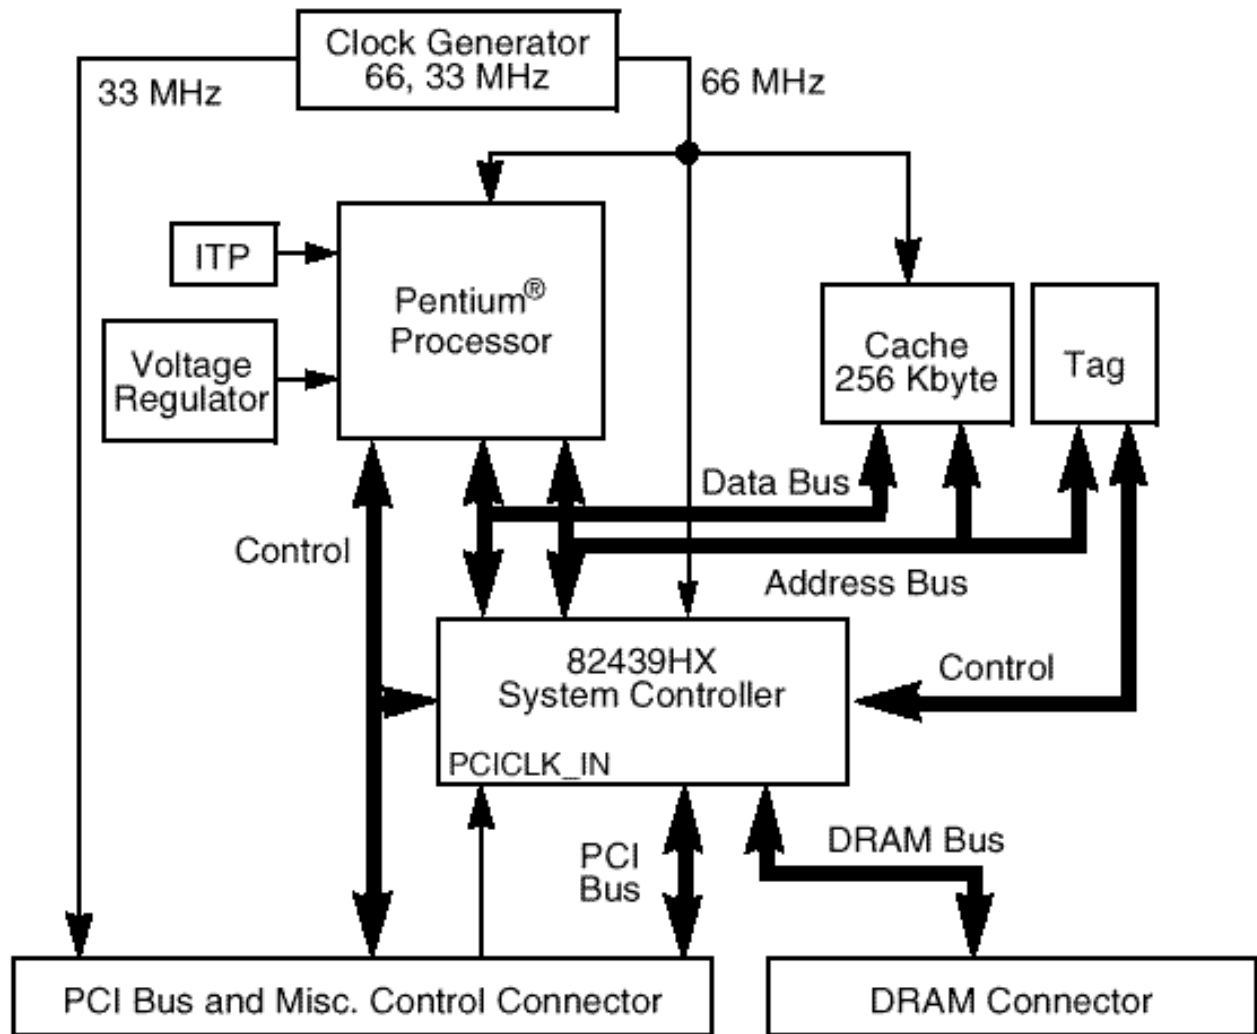 Clock Generator
66, 33 MHz
33 MHz
66 MHz
ITP
Pentium®
Processor
Voltage
Regulator
Cache
256 Kbyte
Tag
Data Bus
Control
Address Bus
82439HX
System Controller
Control
PCICLK_IN
PCI
Bus
DRAM Bus
PCI Bus and Misc. Control Connector
DRAM Connector